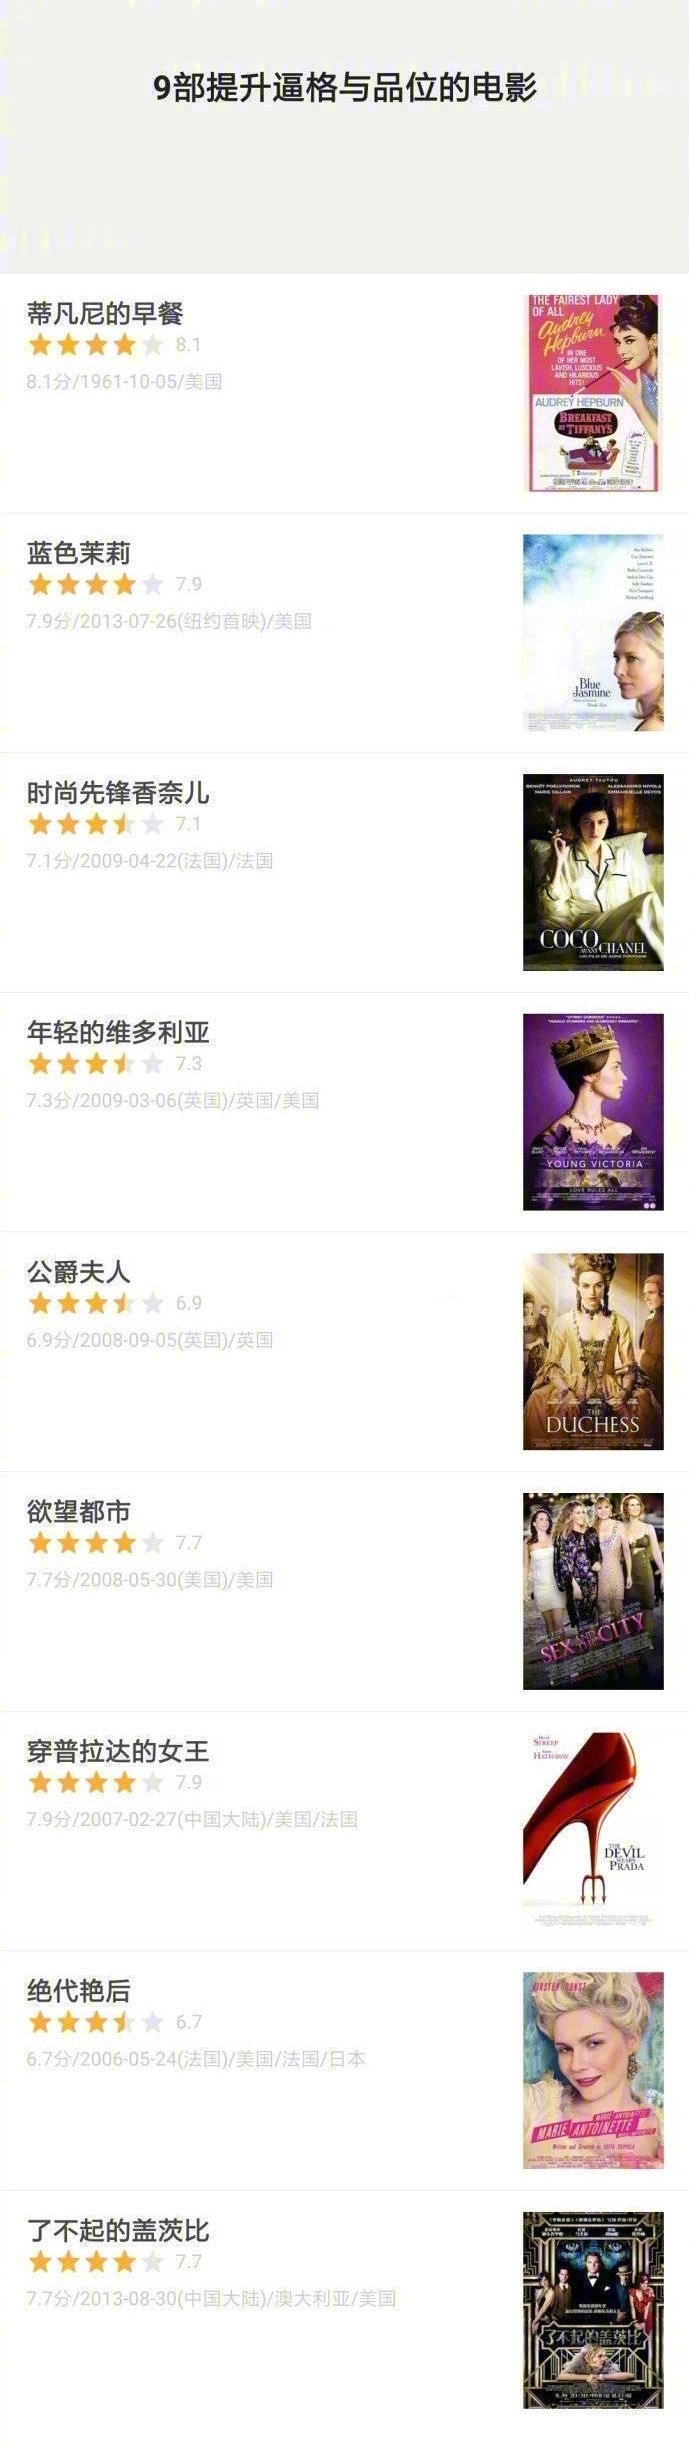 9部提升逼格与品位的电影
蒂凡尼的早餐
8.1
8.1分/1961-10-05/美国
THE FAIREST LADY
OF ALL
Audrey
Hepburn
IN ONE
OF HER MOST
LAVISH, LUSCIOUS
AND HILARIOUS
HITS!
AUDREY HEPBURN
BREAKFAST
AT TIFFANY'S
蓝色茉莉
7.9
7.9分/2013-07-26(纽约首映)/美国
Blue
Jasmine
时尚先锋香奈儿
7.1
7.1分/2009-04-22(法国)/法国
AUDREY TAUTOU
BENOÎT POELVOORDE ALESSANDRO NIVOLA
MARIE GILLAIN EMMANUELLE DEVOS
COCO
AVANT CHANEL
UN FILM DE ANNE FONTAINE
年轻的维多利亚
7.3
7.3分/2009-03-06(英国)/英国/美国
YOUNG VICTORIA
LOVE RULES ALL
公爵夫人
6.9
6.9分/2008-09-05(英国)/英国
THE
DUCHESS
欲望都市
7.7
7.7分/2008-05-30(美国)/美国
SEX AND THE CITY
穿普拉达的女王
7.9
7.9分/2007-02-27(中国大陆)/美国/法国
STREEP
HATHAWAY
THE
DEVIL
WEARS
PRADA
绝代艳后
6.7
6.7分/2006-05-24(法国)/美国/法国/日本
KIRSTEN DUNST
MARIE ANTOINETTE
MARIE ANTOINETTE
MARIE ANTOINETTE
Written and Directed by SOFIA COPPOLA
了不起的盖茨比
7.7
7.7分/2013-08-30(中国大陆)/澳大利亚/美国
了不起的盖茨比